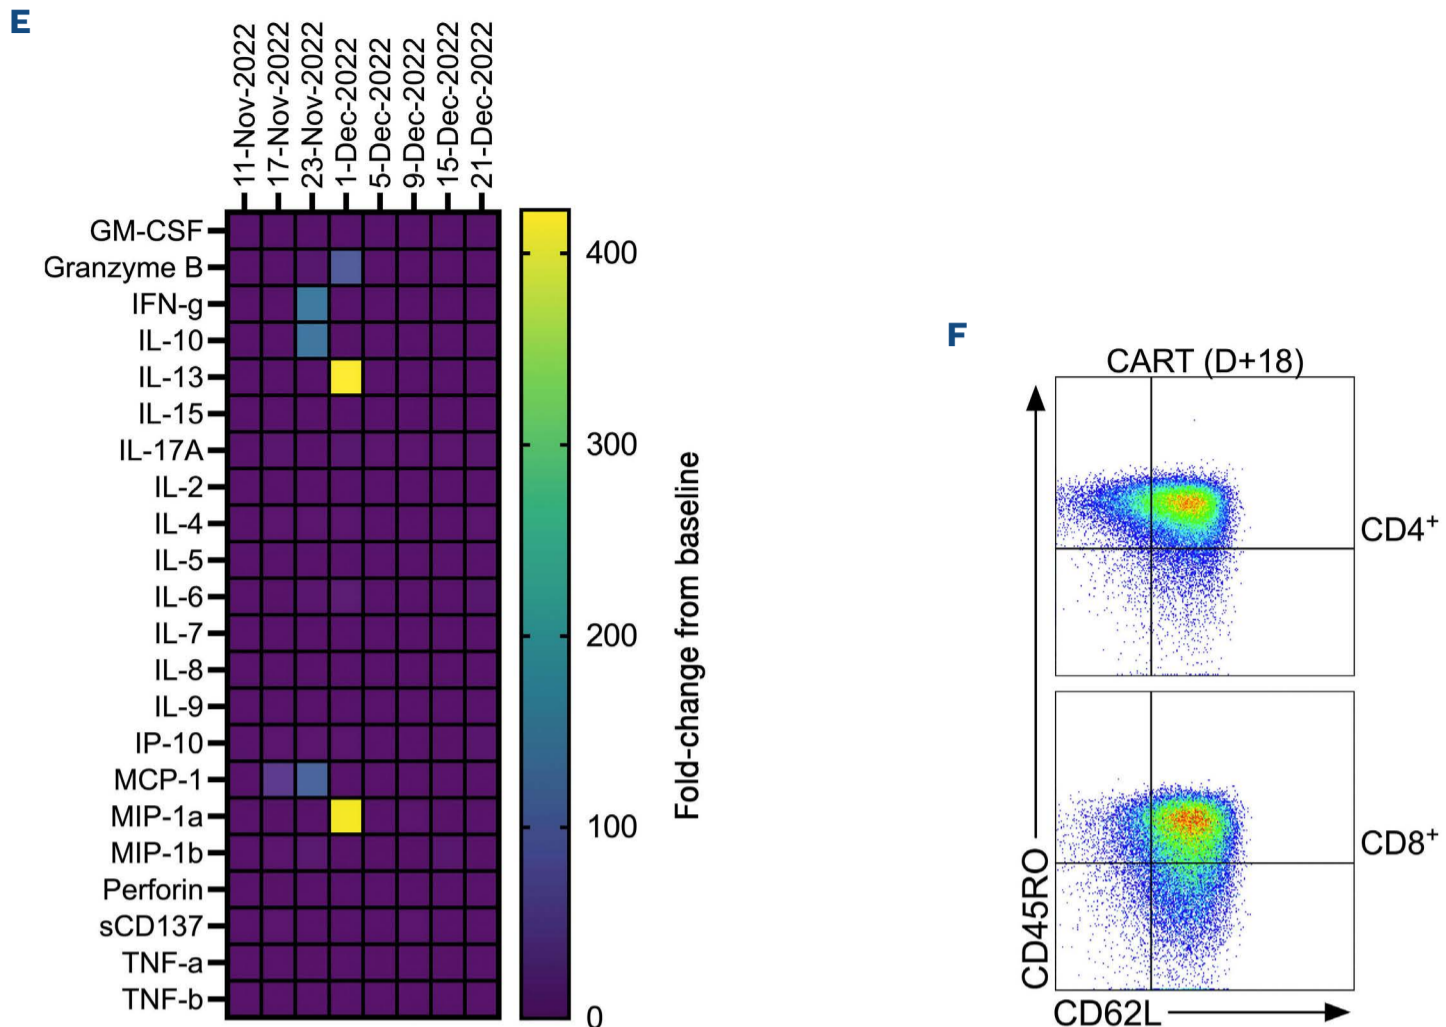 E
11-Nov-2022
17-Nov-2022
23-Nov-2022
1-Dec-2022
5-Dec-2022
9-Dec-2022
15-Dec-2022
21-Dec-2022
GM-CSF
Granzyme B
IFN-g
IL-10
IL-13
IL-15
IL-17A
IL-2
IL-4
IL-5
IL-6
IL-7
IL-8
IL-9
IP-10
MCP-1
MIP-1a
MIP-1b
Perforin
sCD137
TNF-a
TNF-b
400
300
200
100
0
Fold-change from baseline
F
CART (D+18)
CD4⁺
CD8⁺
CD45RO
CD62L